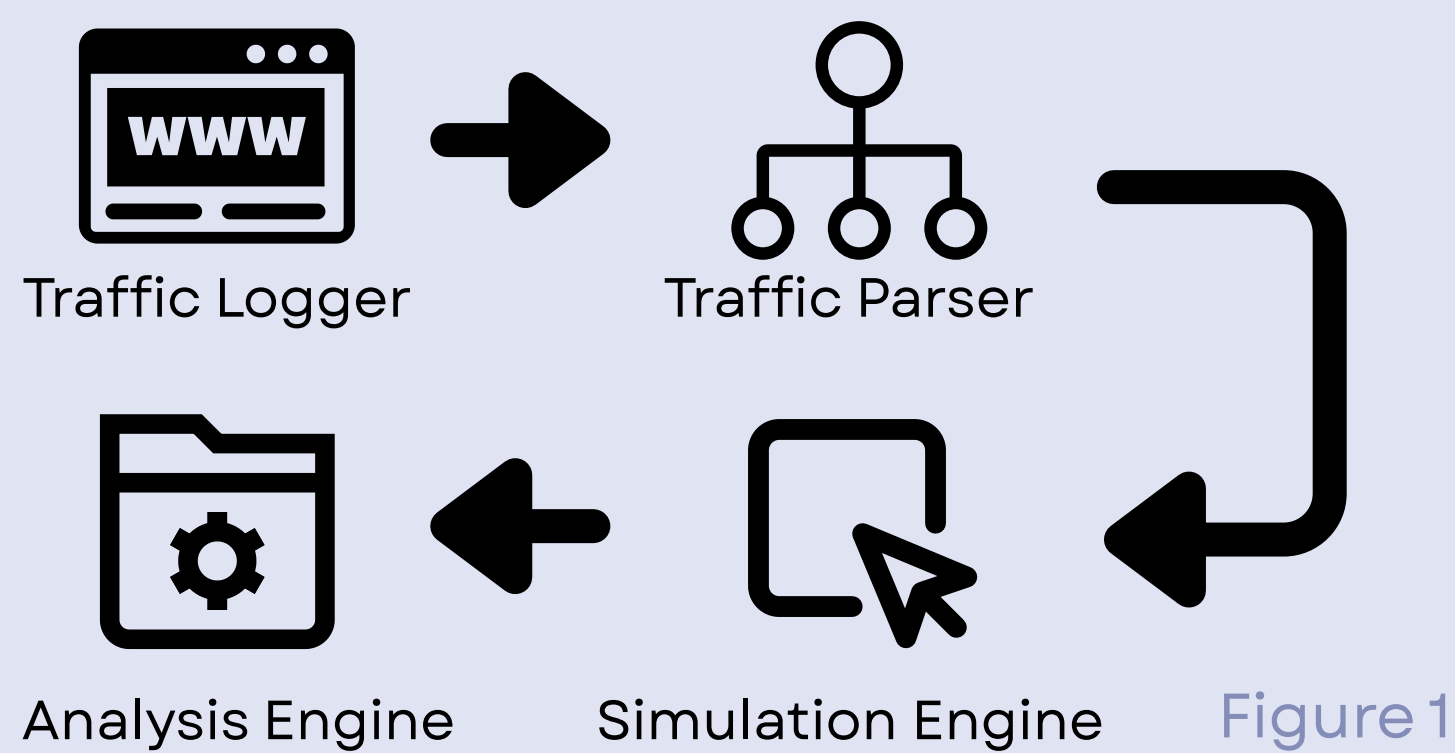 www
Traffic Logger
Traffic Parser
Analysis Engine
Simulation Engine
Figure 1